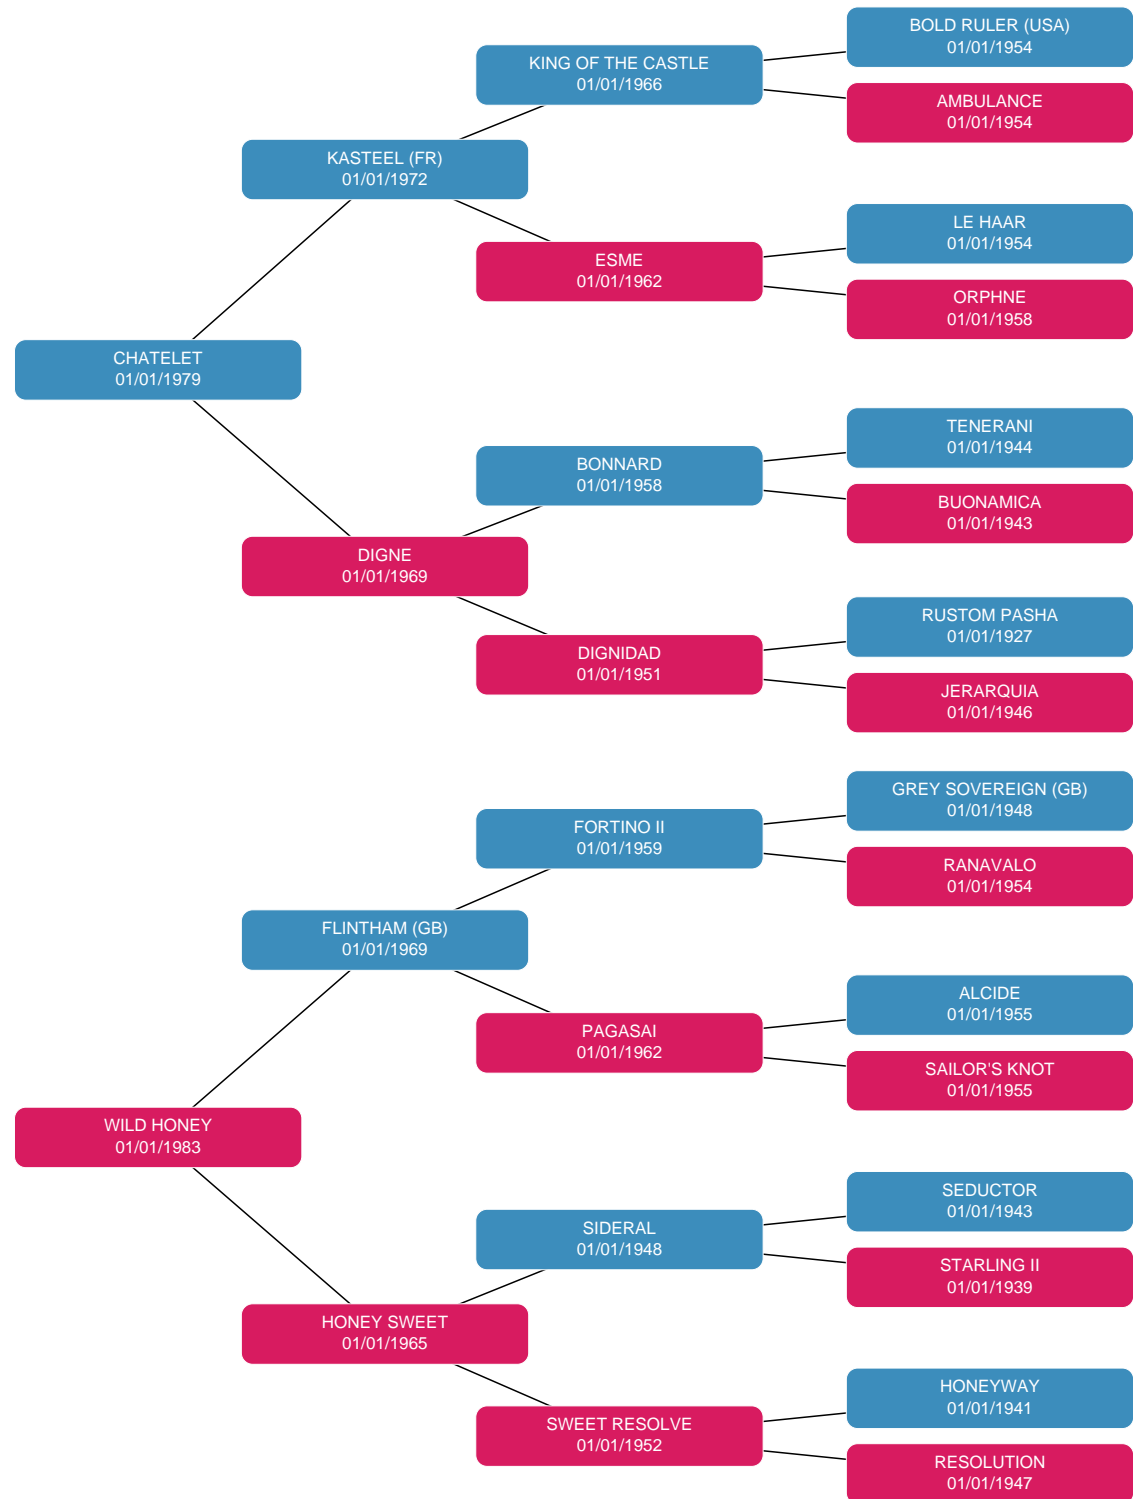 BOLD RULER (USA)
01/01/1954
KING OF THE CASTLE
01/01/1966
AMBULANCE
01/01/1954
KASTEEL (FR)
01/01/1972
LE HAAR
01/01/1954
ESME
01/01/1962
ORPHNE
01/01/1958
CHATELET
01/01/1979
TENERANI
01/01/1944
BONNARD
01/01/1958
BUONAMICA
01/01/1943
DIGNE
01/01/1969
RUSTOM PASHA
01/01/1927
DIGNIDAD
01/01/1951
JERARQUIA
01/01/1946
GREY SOVEREIGN (GB)
01/01/1948
FORTINO II
01/01/1959
RANAVALO
01/01/1954
FLINTHAM (GB)
01/01/1969
ALCIDE
01/01/1955
PAGASAI
01/01/1962
SAILOR'S KNOT
01/01/1955
WILD HONEY
01/01/1983
SEDUCTOR
01/01/1943
SIDERAL
01/01/1948
STARLING II
01/01/1939
HONEY SWEET
01/01/1965
HONEYWAY
01/01/1941
SWEET RESOLVE
01/01/1952
RESOLUTION
01/01/1947